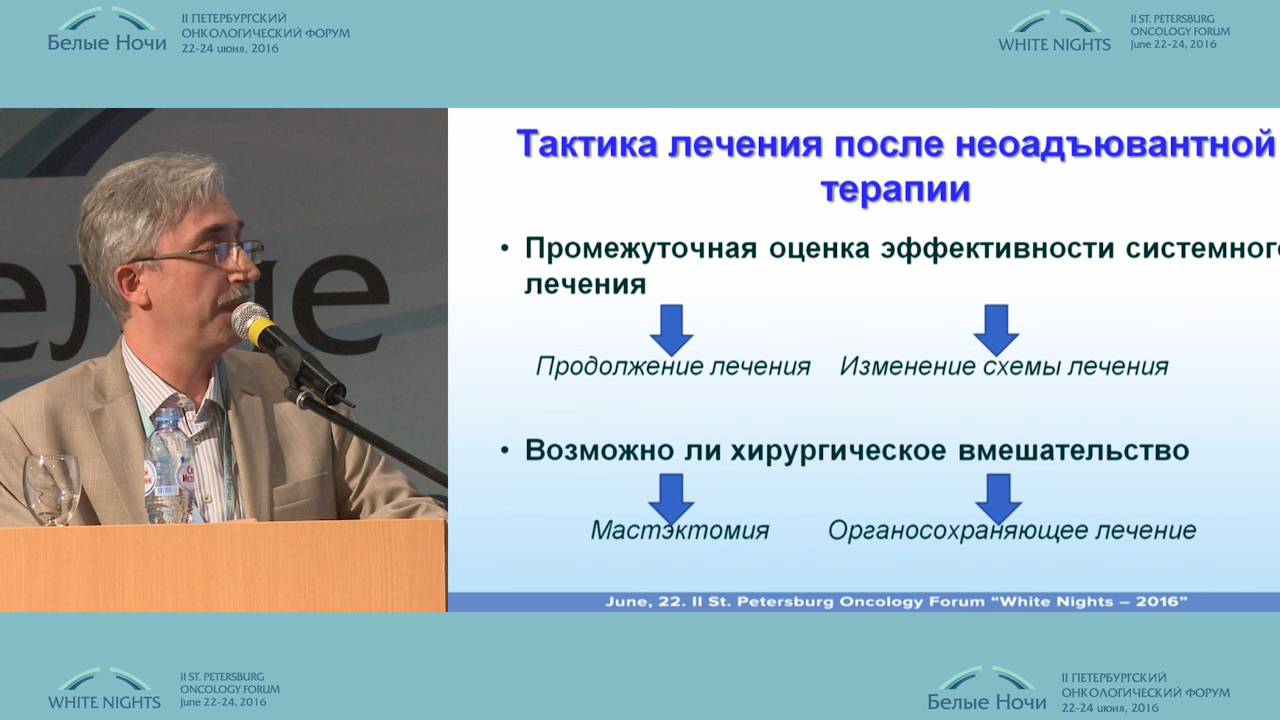 Белые Ночи
II ПЕТЕРБУРГСКИЙ
ОНКОЛОГИЧЕСКИЙ ФОРУМ
22-24 июня, 2016
WHITE NIGHTS
II ST. PETERSBURG
ONCOLOGY FORUM
June 22-24, 2016
Тактика лечения после неоадъювантной
терапии
• Промежуточная оценка эффективности системного
лечения
Продолжение лечения
Изменение схемы лечения
• Возможно ли хирургическое вмешательство
Мастэктомия
Органосохраняющее лечение
June, 22. II St. Petersburg Oncology Forum “White Nights – 2016”
WHITE NIGHTS
II ST. PETERSBURG
ONCOLOGY FORUM
June 22-24, 2016
Белые Ночи
II ПЕТЕРБУРГСКИЙ
ОНКОЛОГИЧЕСКИЙ ФОРУМ
22-24 июня, 2016